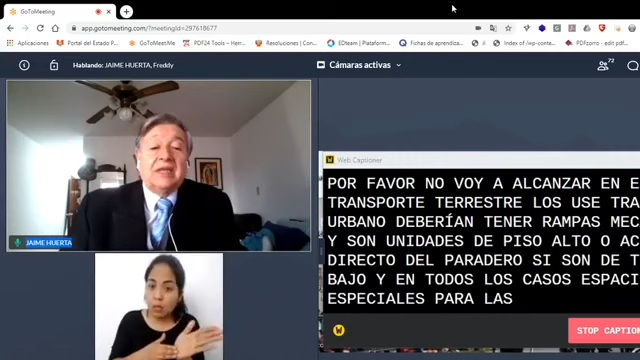 GoToMeeting
app.gotomeeting.com/?meetingId=297618677
Aplicaciones
Portal del Estado P...
GoToMeet.Me
PDF24 Tools – Herr...
Resoluciones | Con...
EDteam | Plataform...
Fichas de aprendizaj...
Index of /wp-conte...
PDFzorro - edit pdf...
Hablando: JAIME HUERTA, Freddy
Cámaras activas
72
Web Captioner
POR FAVOR NO VOY A ALCANZAR EN E
TRANSPORTE TERRESTRE LOS USE TRA
URBANO DEBERÍAN TENER RAMPAS MEC
Y SON UNIDADES DE PISO ALTO O AC
DIRECTO DEL PARADERO SI SON DE T
BAJO Y EN TODOS LOS CASOS ESPACI
ESPECIALES PARA LAS
JAIME HUERTA
STOP CAPTION